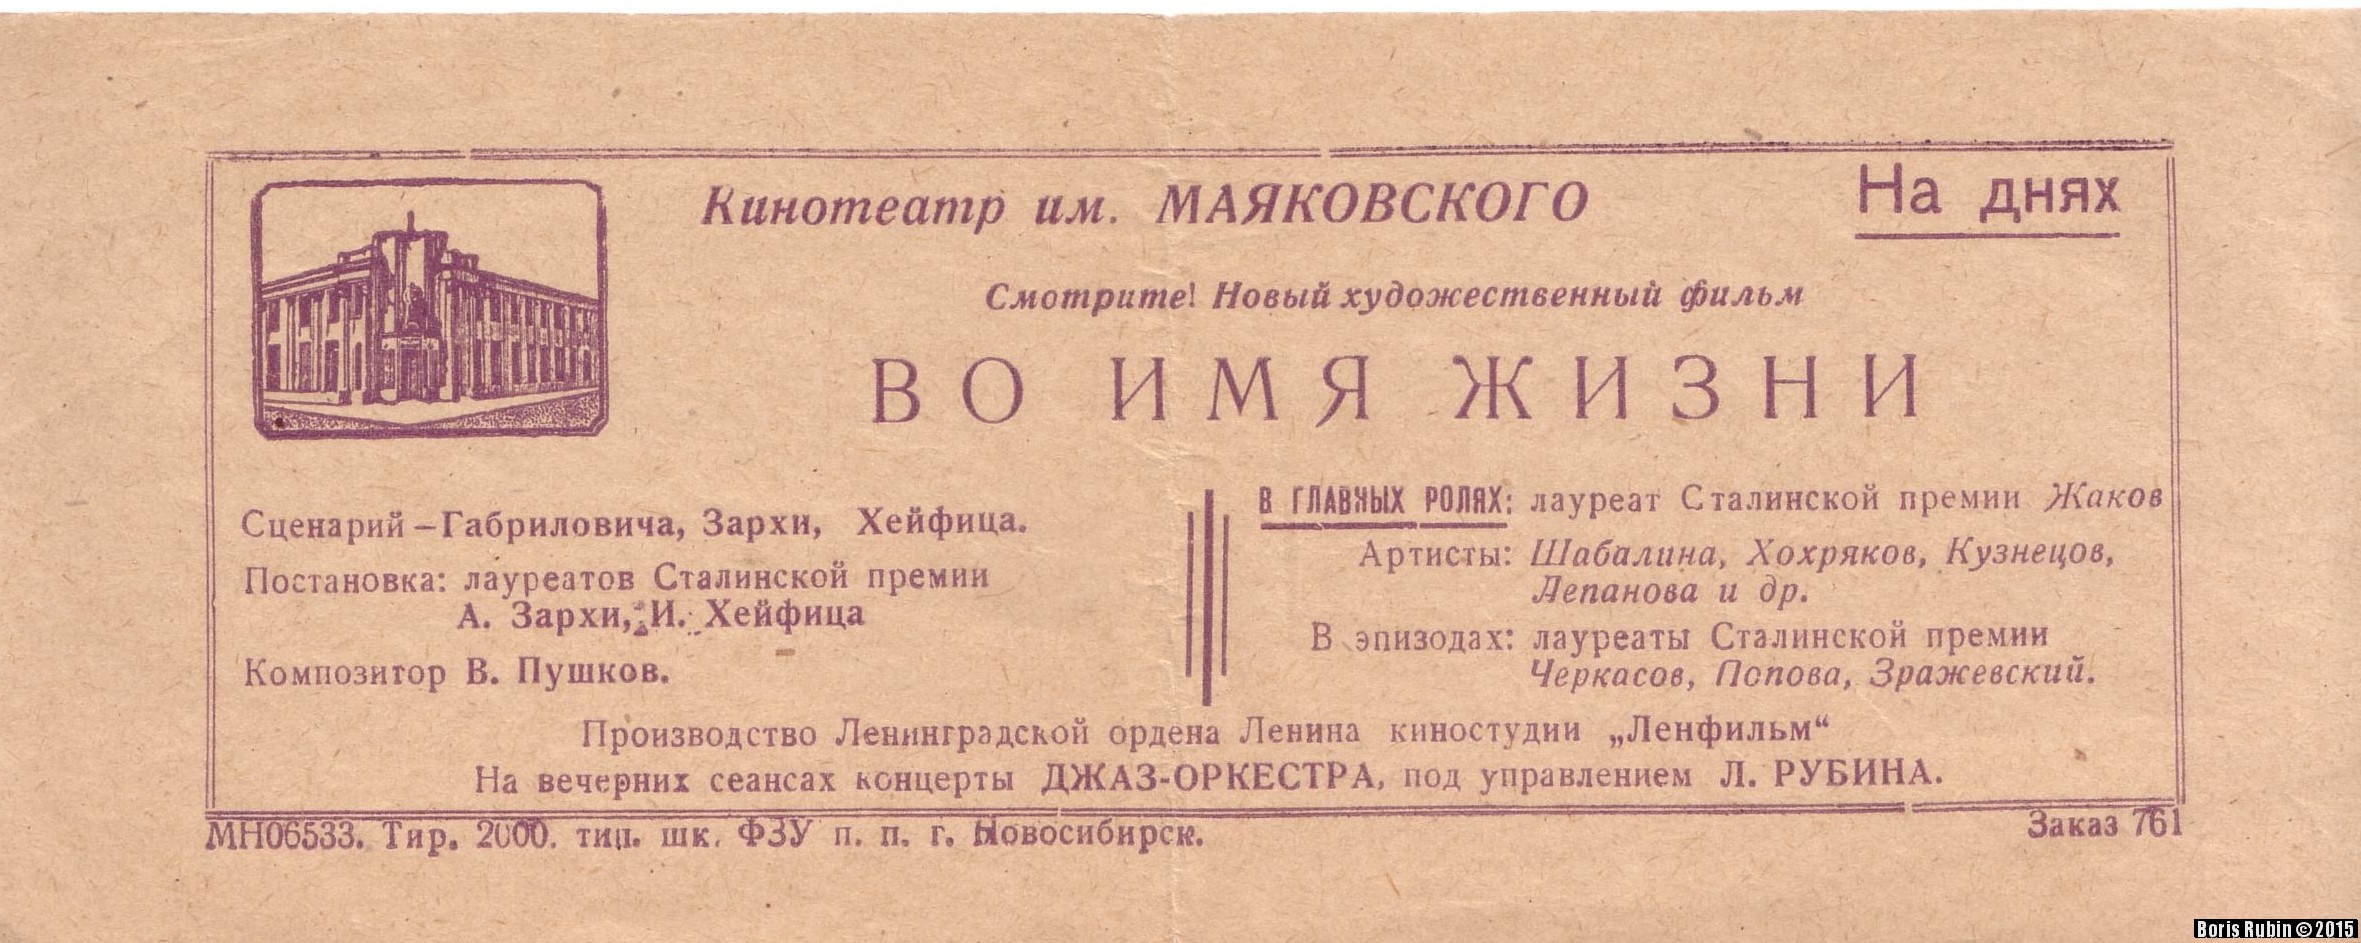 Кинотеатр им. МАЯКОВСКОГО
На днях
Смотрите! Новый художественный фильм
ВО ИМЯ ЖИЗНИ
Сценарий – Габриловича, Зархи, Хейфица.
Постановка: лауреатов Сталинской премии
А. Зархи, И. Хейфица
Композитор В. Пушков.
В ГЛАВНЫХ РОЛЯХ: лауреат Сталинской премии Жаков
Артисты: Шабалина, Хохряков, Кузнецов,
Лепанова и др.
В эпизодах: лауреаты Сталинской премии
Черкасов, Попова, Зражевский.
Производство Ленинградской ордена Ленина киностудии „Ленфильм“
На вечерних сеансах концерты ДЖАЗ-ОРКЕСТРА, под управлением Л. РУБИНА.
МН06533. Тир. 2000. тип. шк. ФЗУ п. п. г. Новосибирск.
Заказ 761
Boris Rubin © 2015